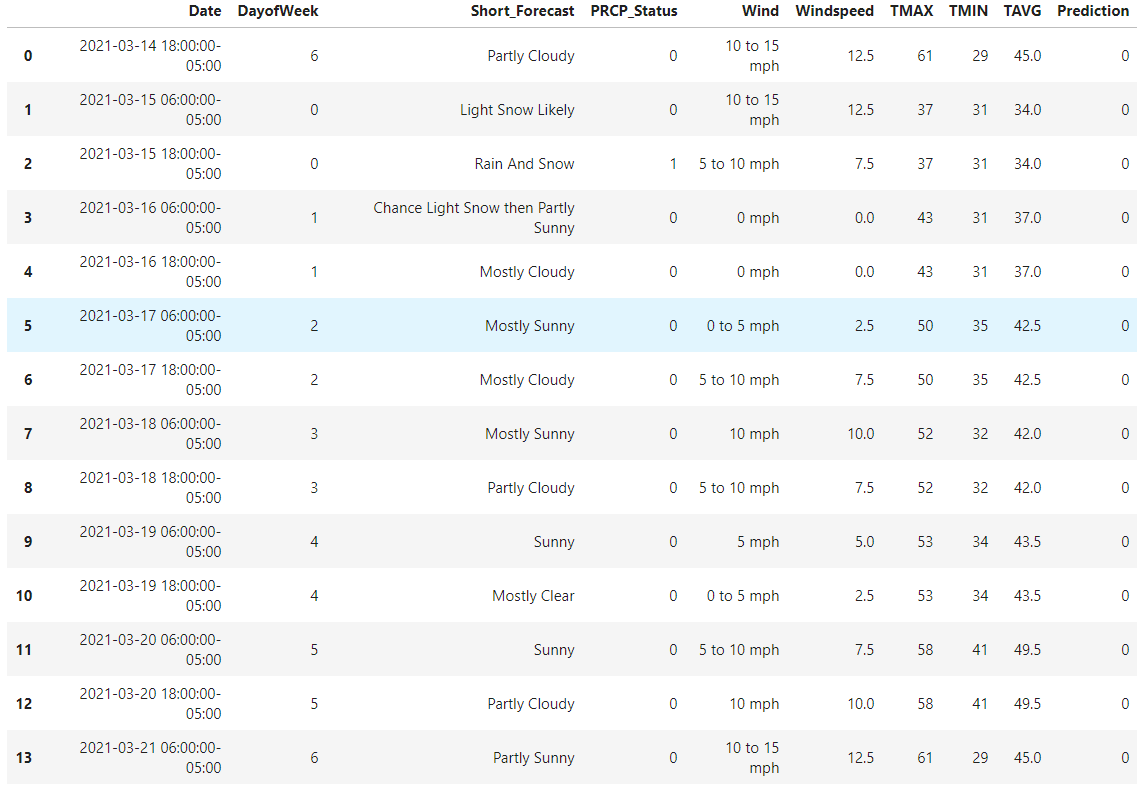 Date DayofWeek Short_Forecast PRCP_Status Wind Windspeed TMAX TMIN TAVG Prediction
0 2021-03-14 18:00:00-05:00 6 Partly Cloudy 0 10 to 15 mph 12.5 61 29 45.0 0
1 2021-03-15 06:00:00-05:00 0 Light Snow Likely 0 10 to 15 mph 12.5 37 31 34.0 0
2 2021-03-15 18:00:00-05:00 0 Rain And Snow 1 5 to 10 mph 7.5 37 31 34.0 0
3 2021-03-16 06:00:00-05:00 1 Chance Light Snow then Partly Sunny 0 0 mph 0.0 43 31 37.0 0
4 2021-03-16 18:00:00-05:00 1 Mostly Cloudy 0 0 mph 0.0 43 31 37.0 0
5 2021-03-17 06:00:00-05:00 2 Mostly Sunny 0 0 to 5 mph 2.5 50 35 42.5 0
6 2021-03-17 18:00:00-05:00 2 Mostly Cloudy 0 5 to 10 mph 7.5 50 35 42.5 0
7 2021-03-18 06:00:00-05:00 3 Mostly Sunny 0 10 mph 10.0 52 32 42.0 0
8 2021-03-18 18:00:00-05:00 3 Partly Cloudy 0 5 to 10 mph 7.5 52 32 42.0 0
9 2021-03-19 06:00:00-05:00 4 Sunny 0 5 mph 5.0 53 34 43.5 0
10 2021-03-19 18:00:00-05:00 4 Mostly Clear 0 0 to 5 mph 2.5 53 34 43.5 0
11 2021-03-20 06:00:00-05:00 5 Sunny 0 5 to 10 mph 7.5 58 41 49.5 0
12 2021-03-20 18:00:00-05:00 5 Partly Cloudy 0 10 mph 10.0 58 41 49.5 0
13 2021-03-21 06:00:00-05:00 6 Partly Sunny 0 10 to 15 mph 12.5 61 29 45.0 0